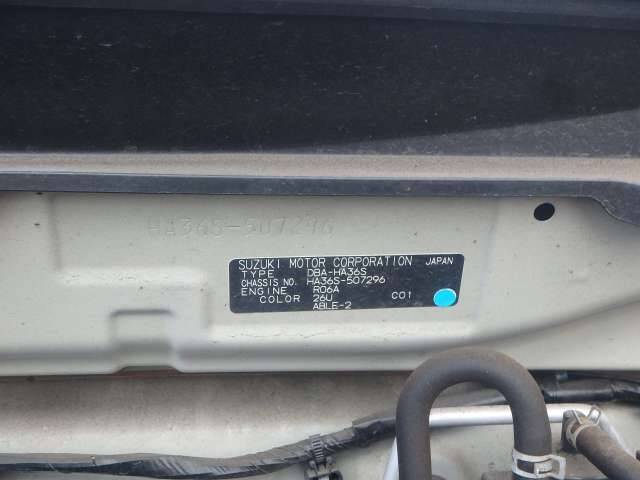 HA36S-507296
SUZUKI MOTOR CORPORATION JAPAN
TYPE DBA-HA36S
CHASSIS NO. HA36S-507296
ENGINE R06A
COLOR 26U C01
ABLE-2